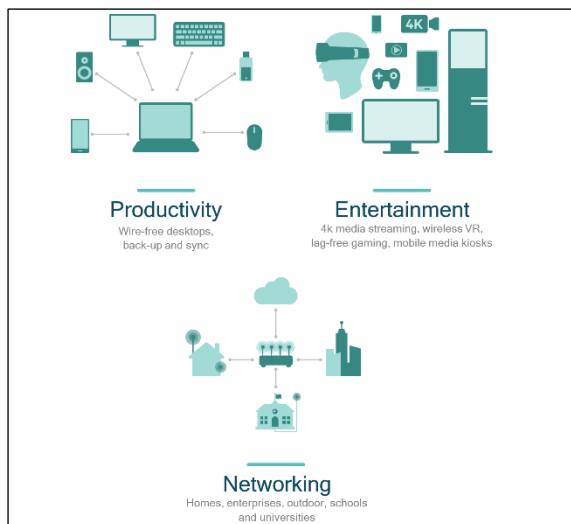 4K
Productivity
Wire-free desktops,
back-up and sync
Entertainment
4k media streaming, wireless VR,
lag-free gaming, mobile media kiosks
Networking
Homes, enterprises, outdoor, schools
and universities